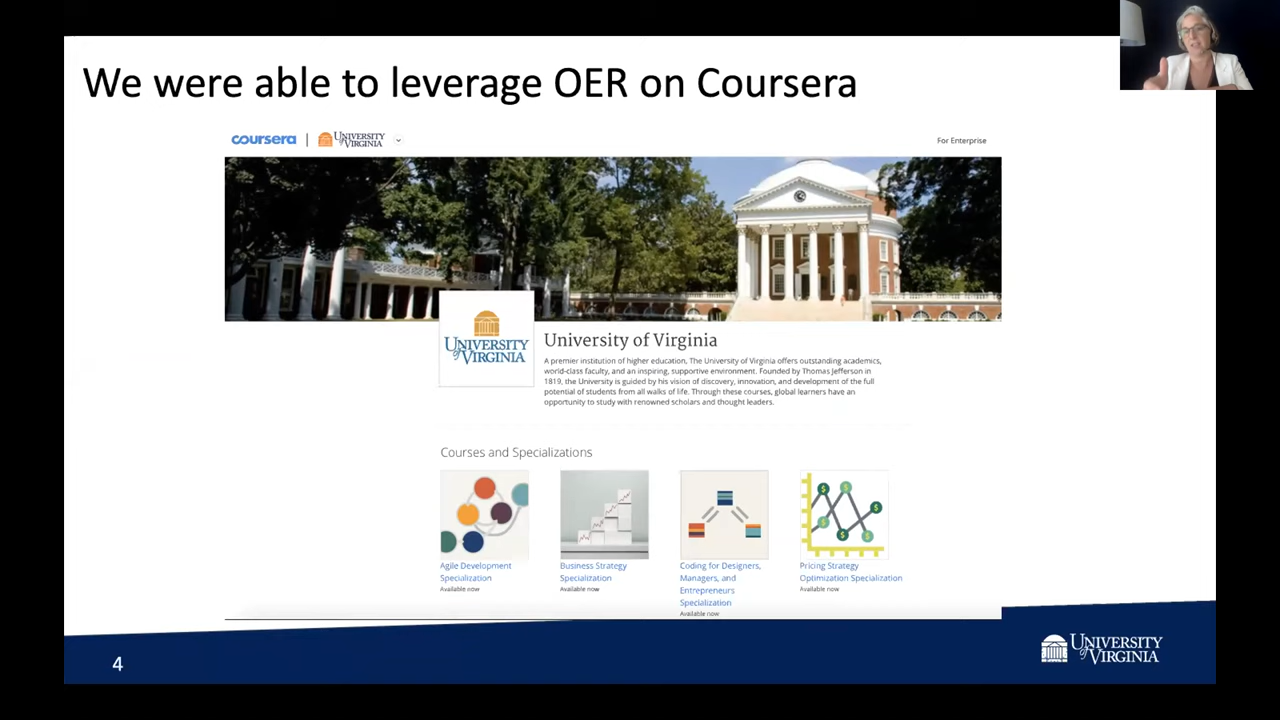 We were able to leverage OER on Coursera
coursera | UNIVERSITY of VIRGINIA
For Enterprise
UNIVERSITY
of VIRGINIA
University of Virginia
A premier institution of higher education, The University of Virginia offers outstanding academics,
world-class faculty, and an inspiring, supportive environment. Founded by Thomas Jefferson in
1819, the University is guided by his vision of discovery, innovation, and development of the full
potential of students from all walks of life. Through these courses, global learners have an
opportunity to study with renowned scholars and thought leaders.
Courses and Specializations
Agile Development
Specialization
Available now
Business Strategy
Specialization
Available now
Coding for Designers,
Managers, and
Entrepreneurs
Specialization
Available now
Pricing Strategy
Optimization Specialization
Available now
4
UNIVERSITY
of VIRGINIA